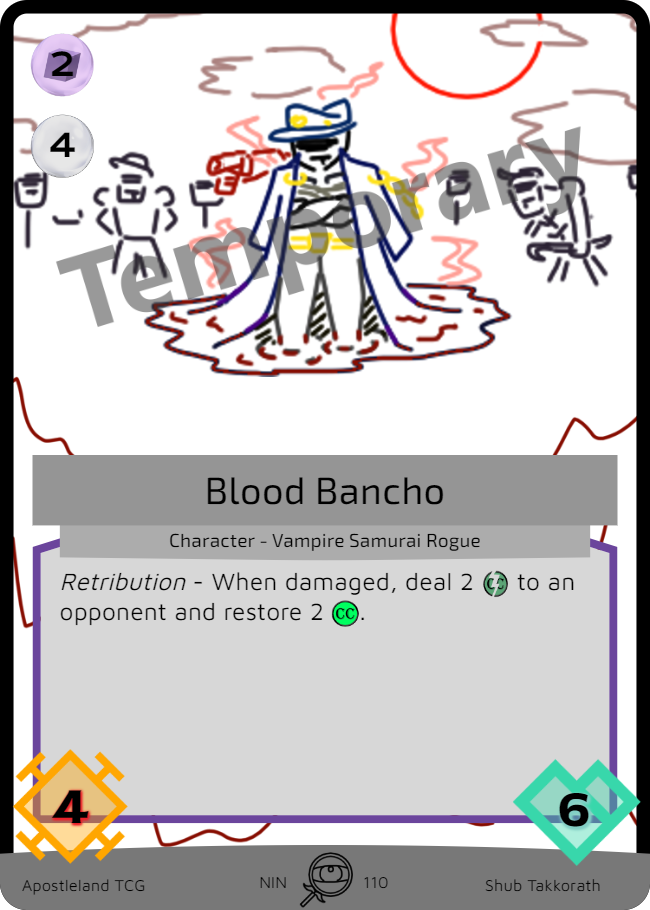 2
4
Temporary
Blood Bancho
Character - Vampire Samurai Rogue
Retribution - When damaged, deal 2 cc to an
opponent and restore 2 cc.
4
6
Apostleland TCG
NIN 110
Shub Takkorath